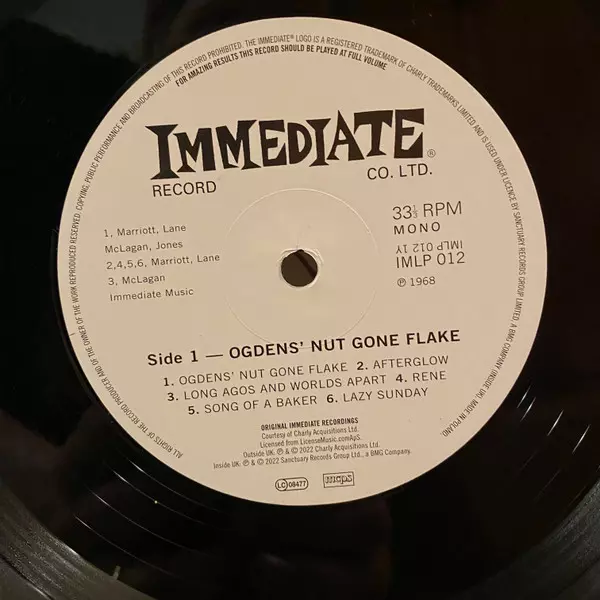 ALL RIGHTS OF THE RECORD PRODUCER AND OF THE OWNER OF THE WORK REPRODUCED RESERVED. COPYING, PUBLIC PERFORMANCE AND BROADCASTING OF THIS RECORD PROHIBITED. THE IMMEDIATE® LOGO IS A REGISTERED TRADEMARK OF CHARLY TRADEMARKS LIMITED AND IS USED UNDER LICENCE BY SANCTUARY RECORDS GROUP LIMITED, A BMG COMPANY (INSIDE UK). MADE IN POLAND
FOR AMAZING RESULTS THIS RECORD SHOULD BE PLAYED AT FULL VOLUME
IMMEDIATE®
RECORD CO. LTD.
1, Marriott, Lane
McLagan, Jones
2,4,5,6, Marriott, Lane
3, McLagan
Immediate Music
33⅓ RPM
MONO
IMLP 012 1Y
IMLP 012
℗ 1968
Side 1 — OGDENS' NUT GONE FLAKE
1. OGDENS' NUT GONE FLAKE 2. AFTERGLOW
3. LONG AGOS AND WORLDS APART 4. RENE
5. SONG OF A BAKER 6. LAZY SUNDAY
ORIGINAL IMMEDIATE RECORDINGS
Courtesy of Charly Acquisitions Ltd.
Licensed from LicenseMusic.comApS.
Outside UK. ℗ & © 2022 Charly Acquisitions Ltd.
Inside UK. ℗ & © 2022 Sanctuary Records Group Ltd., a BMG Company.
LC 08477 mcps